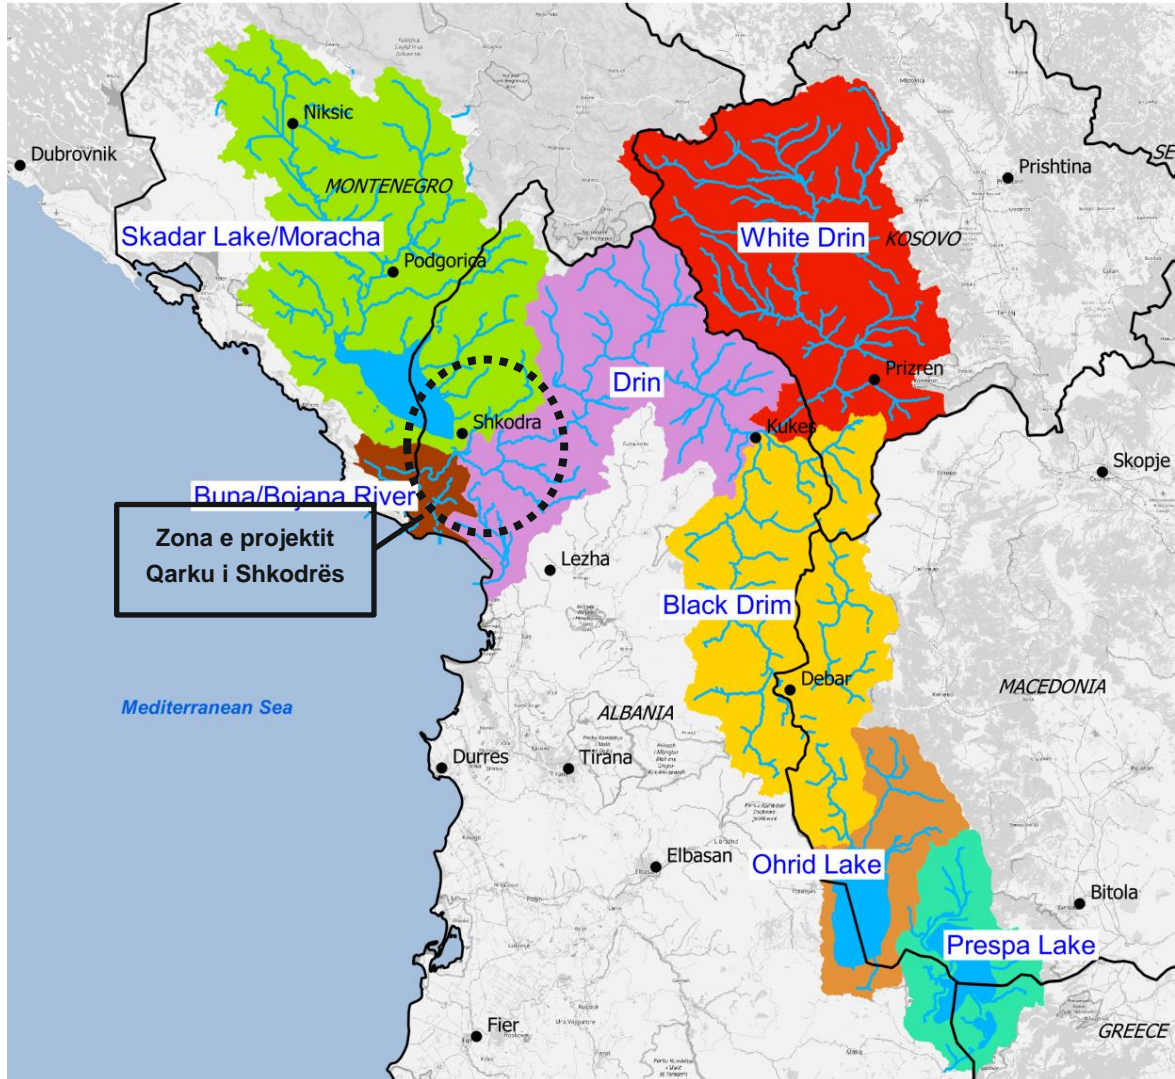 Niksic
Dubrovnik
Prishtina
SE
MONTENEGRO
Skadar Lake/Moracha
White Drin
KOSOVO
Podgorica
Drin
Prizren
Shkodra
Kukes
Skopje
Buna/Bojana River
Zona e projektit
Qarku i Shkodrës
Lezha
Black Drim
Debar
MACEDONIA
Mediterranean Sea
ALBANIA
Durres
Tirana
Elbasan
Ohrid Lake
Bitola
Prespa Lake
Fier
GREECE